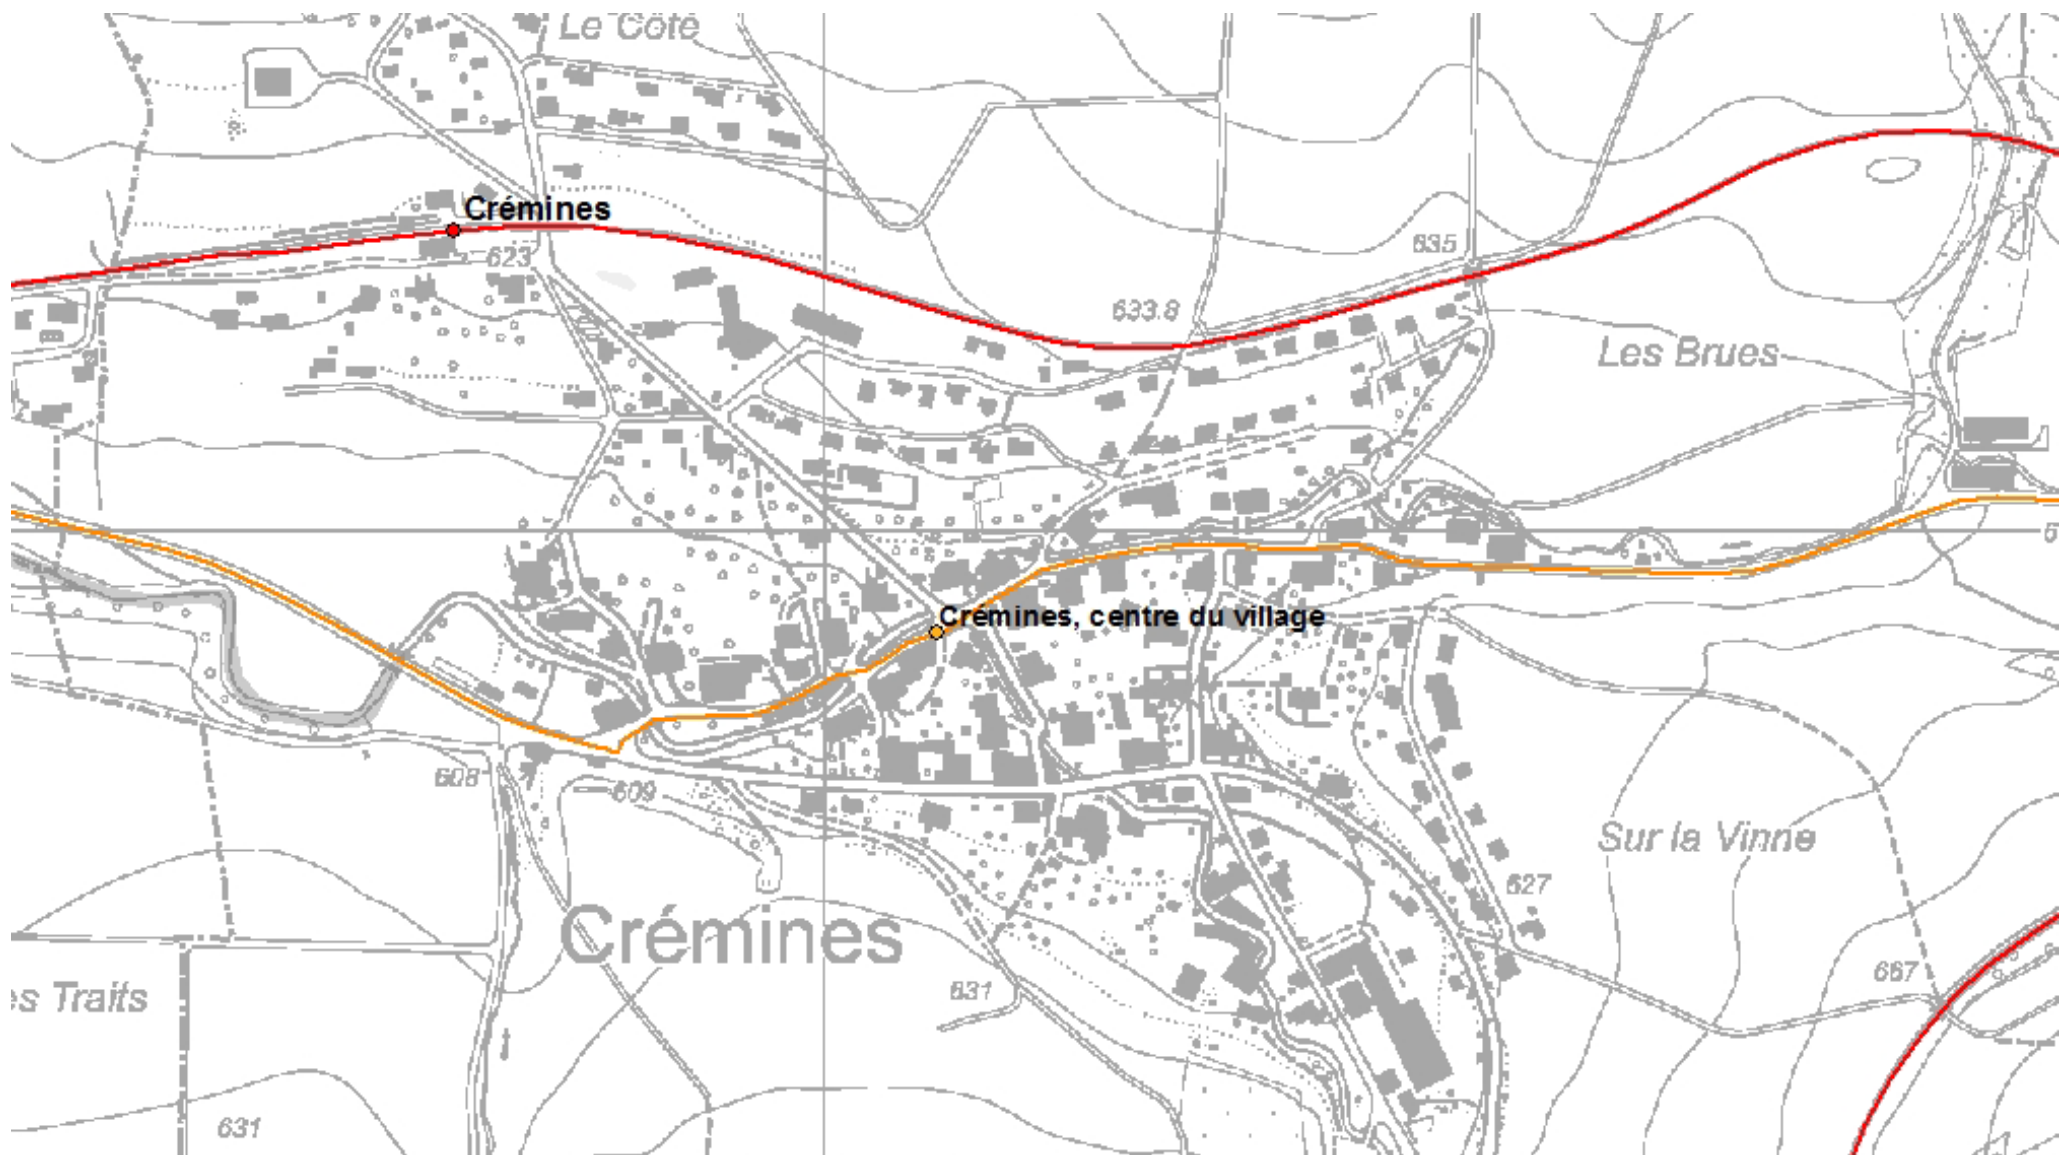 Le Côté
Crémines
623
635
633.8
Les Brues
6
Crémines, centre du village
608
609
Sur la Vinne
627
Crémines
667
631
es Traits
631